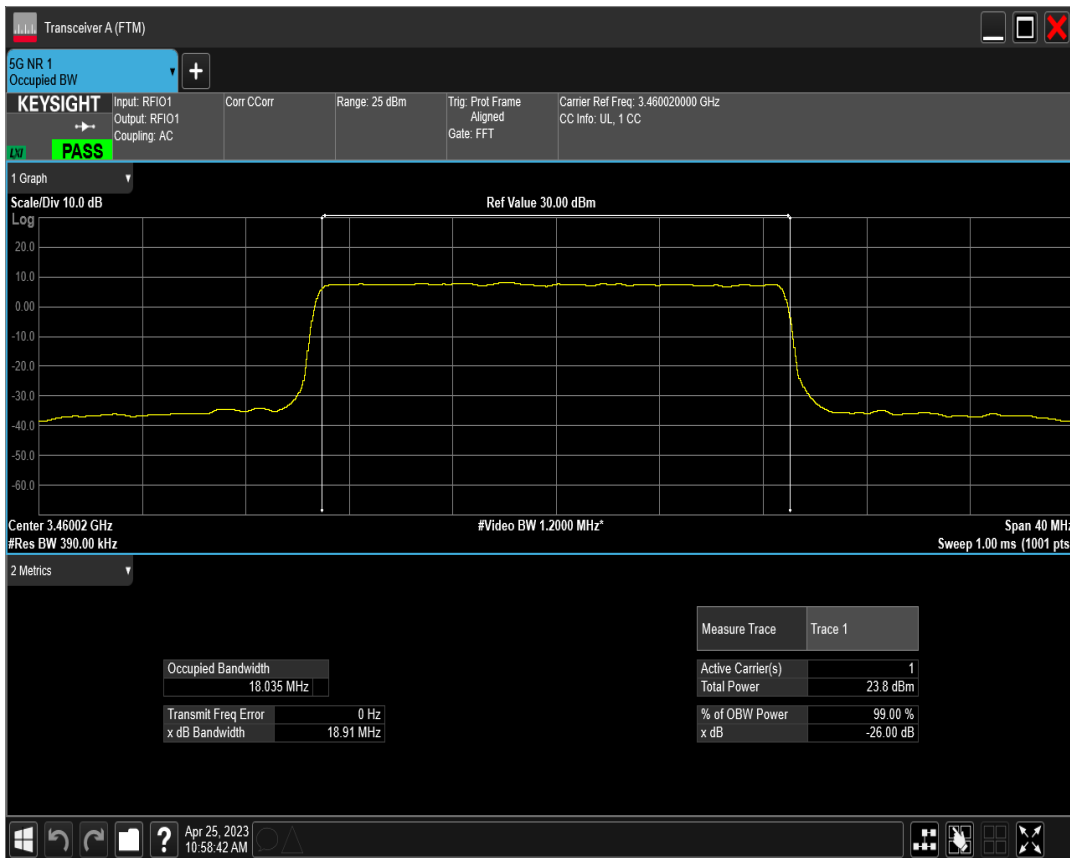 Transceiver A (FTM)
5G NR 1
Occupied BW
+
KEYSIGHT
LXI PASS
Input: RFIO1
Output: RFIO1
Coupling: AC
Corr CCorr
Range: 25 dBm
Trig: Prot Frame
Aligned
Gate: FFT
Carrier Ref Freq: 3.460020000 GHz
CC Info: UL, 1 CC
1 Graph
Scale/Div 10.0 dB Ref Value 30.00 dBm
Log
20.0
10.0
0.00
-10.0
-20.0
-30.0
-40.0
-50.0
-60.0
Center 3.46002 GHz #Video BW 1.2000 MHz* Span 40 MHz
#Res BW 390.00 kHz Sweep 1.00 ms (1001 pts
2 Metrics
Measure Trace Trace 1
Occupied Bandwidth
18.035 MHz
Active Carrier(s) 1
Total Power 23.8 dBm
Transmit Freq Error 0 Hz
x dB Bandwidth 18.91 MHz
% of OBW Power 99.00 %
x dB -26.00 dB
?
Apr 25, 2023
10:58:42 AM